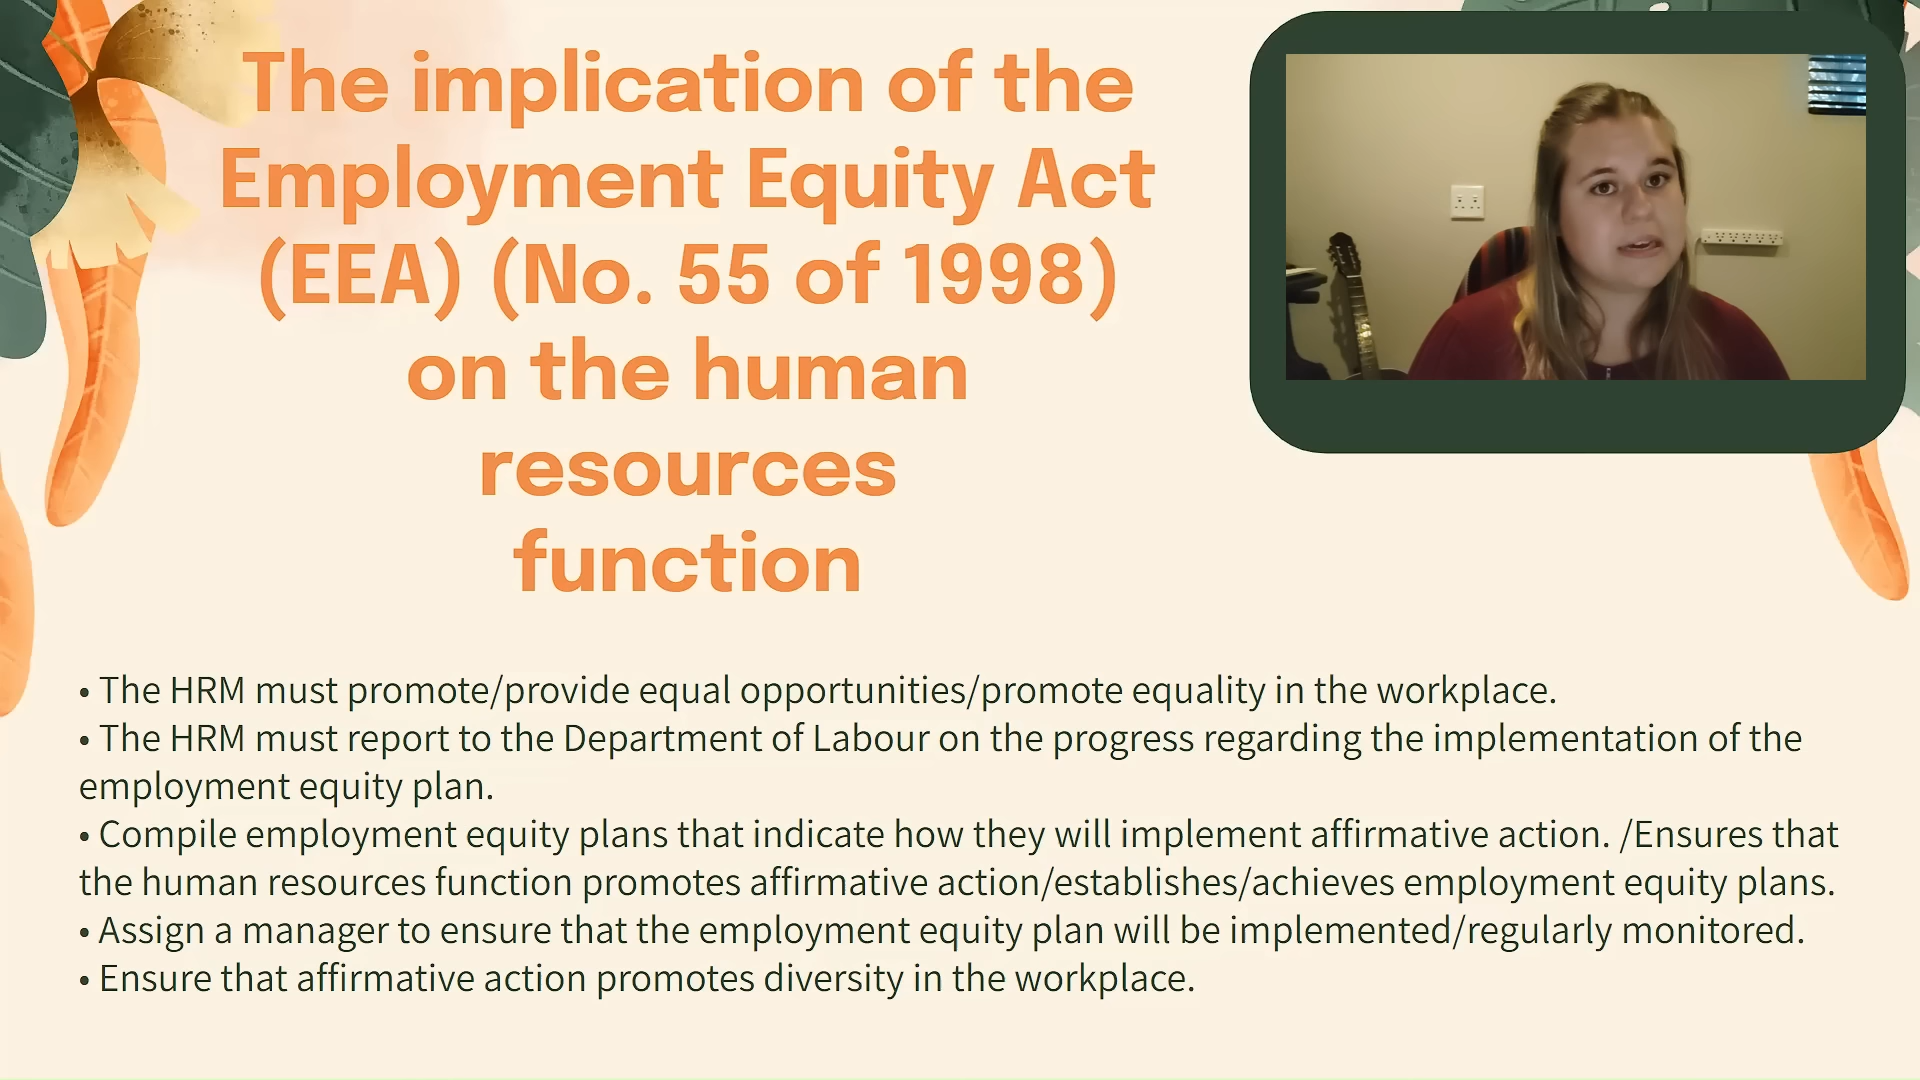 The implication of the
Employment Equity Act
(EEA) (No. 55 of 1998)
on the human
resources
function
• The HRM must promote/provide equal opportunities/promote equality in the workplace.
• The HRM must report to the Department of Labour on the progress regarding the implementation of the
employment equity plan.
• Compile employment equity plans that indicate how they will implement affirmative action. /Ensures that
the human resources function promotes affirmative action/establishes/achieves employment equity plans.
• Assign a manager to ensure that the employment equity plan will be implemented/regularly monitored.
• Ensure that affirmative action promotes diversity in the workplace.